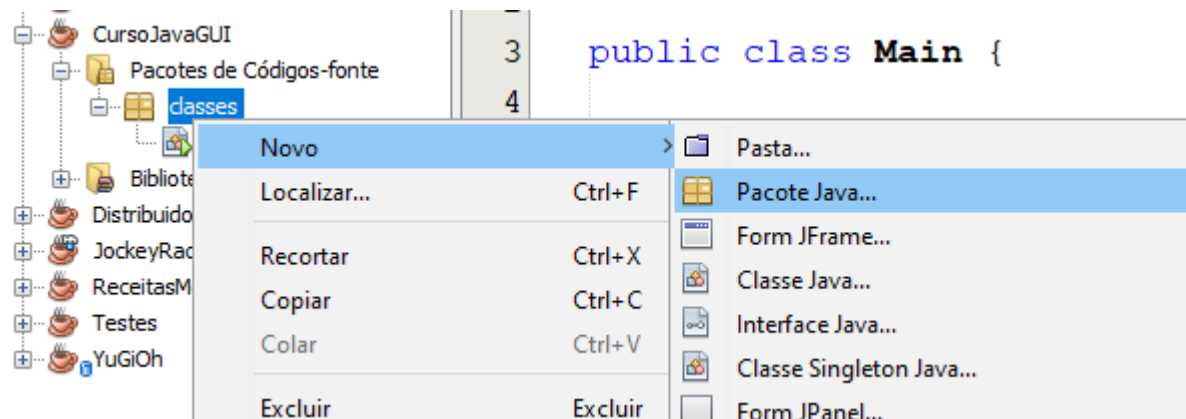 CursoJavaGUI
Pacotes de Códigos-fonte
classes
Bibliote
Distribuido
JockeyRac
ReceitasM
Testes
YuGiOh
3 public class Main {
4
Novo
Localizar... Ctrl+F
Recortar Ctrl+X
Copiar Ctrl+C
Colar Ctrl+V
Excluir Excluir
Pasta...
Pacote Java...
Form JFrame...
Classe Java...
Interface Java...
Classe Singleton Java...
Form JPanel...